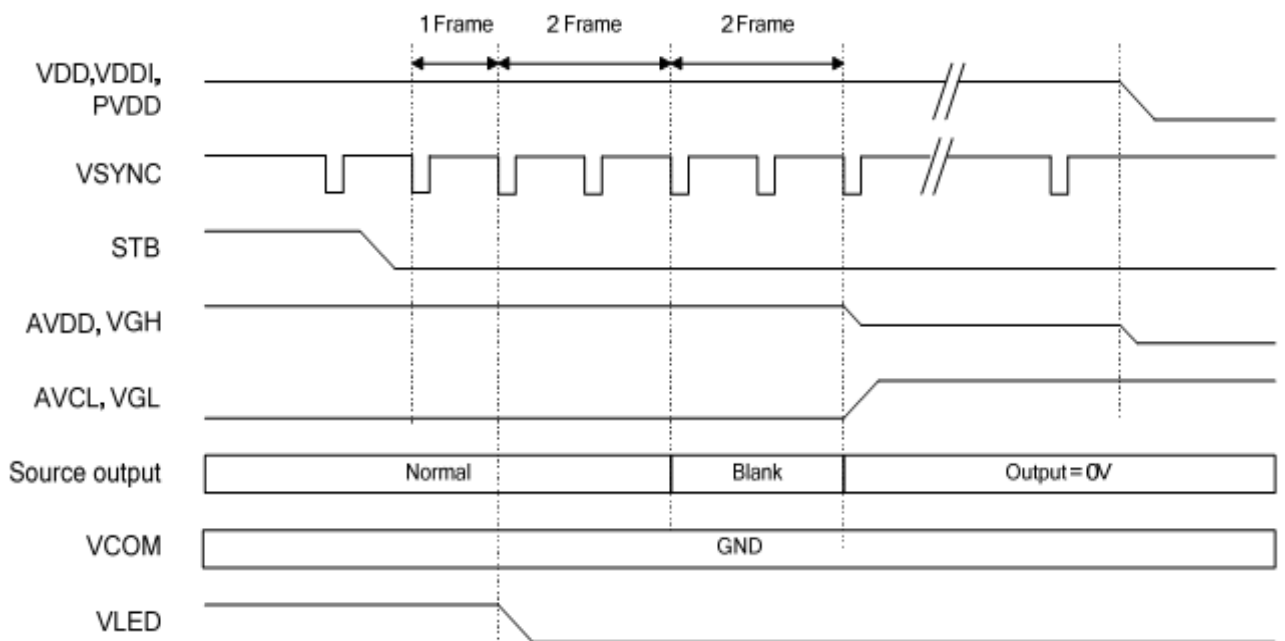 1 Frame 2 Frame 2 Frame
VDD,VDDI,
PVDD
VSYNC
STB
AVDD, VGH
AVCL, VGL
Source output Normal Blank Output = 0V
VCOM GND
VLED